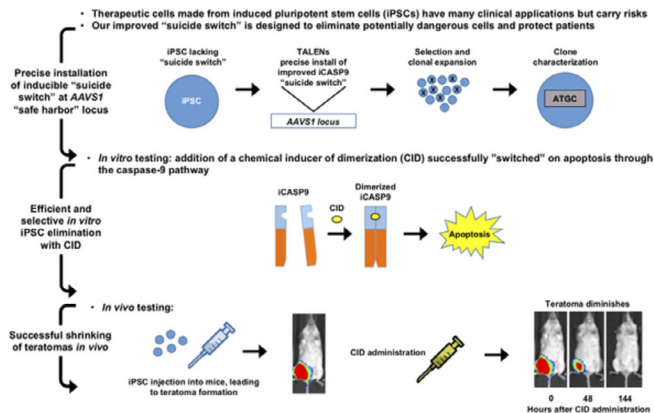 • Therapeutic cells made from induced pluripotent stem cells (iPSCs) have many clinical applications but carry risks
• Our improved “suicide switch” is designed to eliminate potentially dangerous cells and protect patients
Precise installation
of inducible “suicide
switch” at AAVS1
“safe harbor” locus
iPSC lacking
“suicide switch”
iPSC
TALENs
precise install of
improved iCASP9
“suicide switch”
AAVS1 locus
Selection and
clonal expansion
X X X X X X X
Clone
characterization
ATGC
• In vitro testing: addition of a chemical inducer of dimerization (CID) successfully ”switched” on apoptosis through
the caspase-9 pathway
Efficient and
selective in vitro
iPSC elimination
with CID
iCASP9
CID
Dimerized
iCASP9
Apoptosis
• In vivo testing:
Successful shrinking
of teratomas in vivo
iPSC injection into mice, leading
to teratoma formation
CID administration
Teratoma diminishes
0 48 144
Hours after CID administration